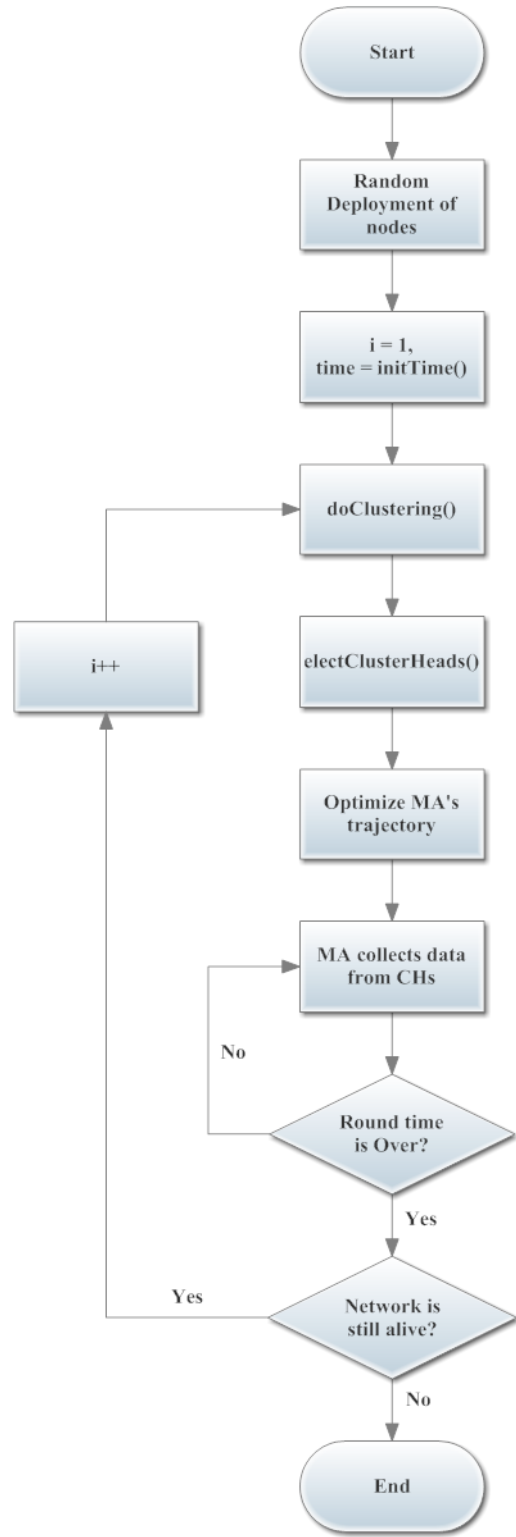 Start
Random
Deployment of
nodes
i = 1,
time = initTime()
doClustering()
i++
electClusterHeads()
Optimize MA's
trajectory
MA collects data
from CHs
No
Round time
is Over?
Yes
Yes
Network is
still alive?
No
End